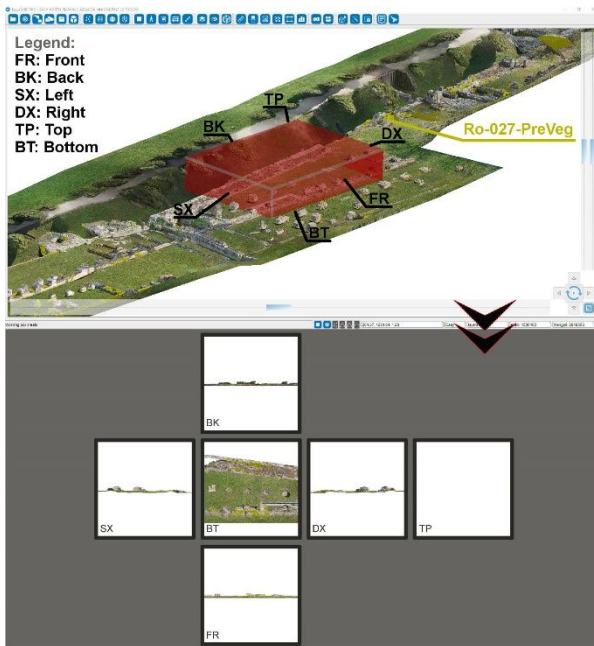 Legend:
FR: Front
BK: Back
SX: Left
DX: Right
TP: Top
BT: Bottom
TP
BK
DX
Ro-027-PreVeg
SX
FR
BT
BK
SX
BT
DX
TP
FR